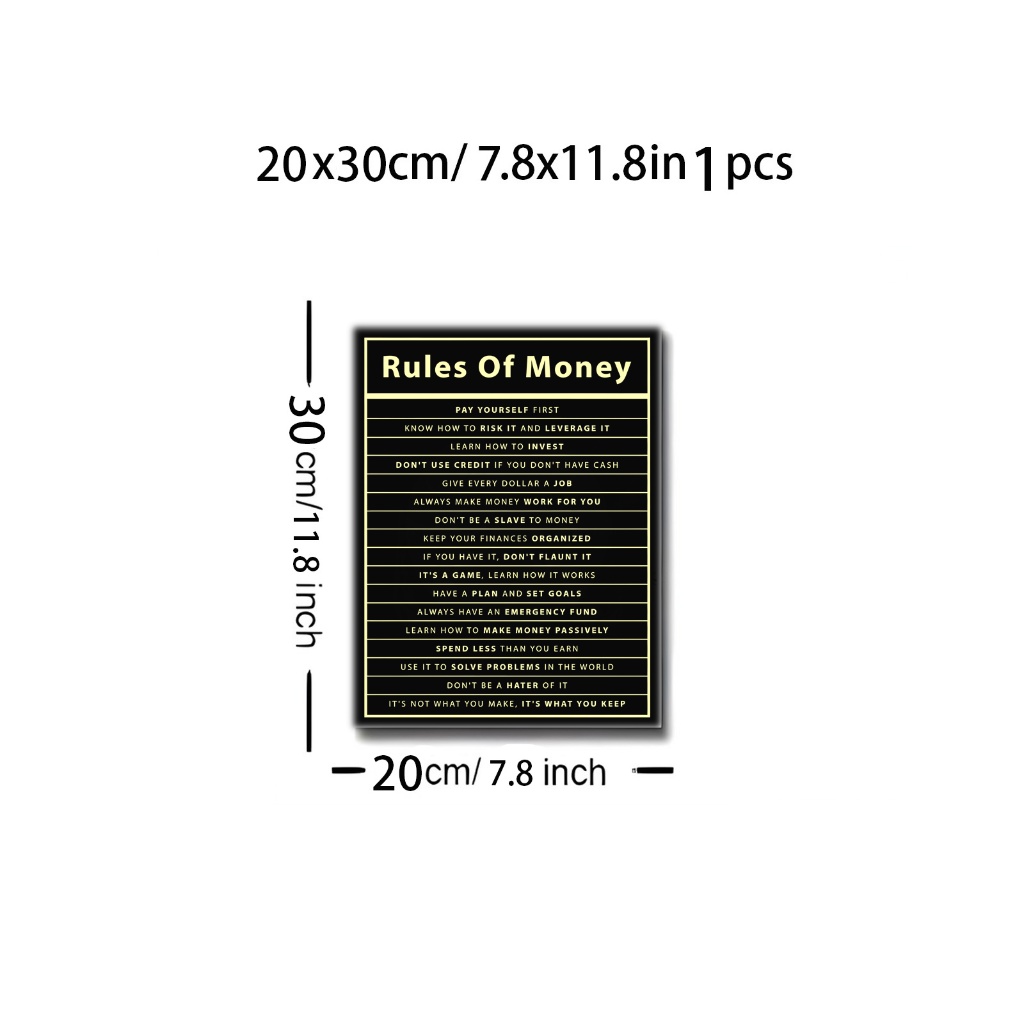 20x30cm/ 7.8x11.8in 1 pcs
Rules Of Money
PAY YOURSELF FIRST
KNOW HOW TO RISK IT AND LEVERAGE IT
LEARN HOW TO INVEST
DON'T USE CREDIT IF YOU DON'T HAVE CASH
GIVE EVERY DOLLAR A JOB
ALWAYS MAKE MONEY WORK FOR YOU
DON'T BE A SLAVE TO MONEY
KEEP YOUR FINANCES ORGANIZED
IF YOU HAVE IT, DON'T FLAUNT IT
IT'S A GAME, LEARN HOW IT WORKS
HAVE A PLAN AND SET GOALS
ALWAYS HAVE AN EMERGENCY FUND
LEARN HOW TO MAKE MONEY PASSIVELY
SPEND LESS THAN YOU EARN
USE IT TO SOLVE PROBLEMS IN THE WORLD
DON'T BE A HATER OF IT
IT'S NOT WHAT YOU MAKE, IT'S WHAT YOU KEEP
30cm/11.8 inch
20cm/ 7.8 inch